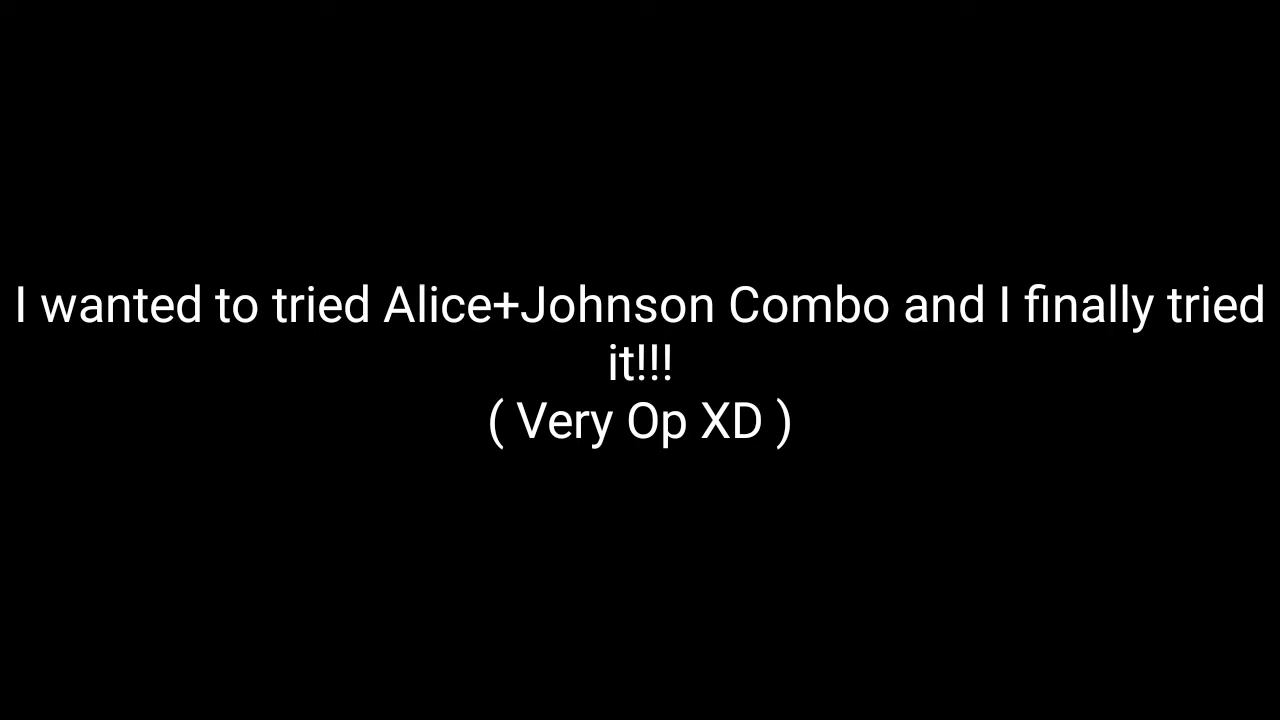 I wanted to tried Alice+Johnson Combo and I finally tried
it!!!
( Very Op XD )